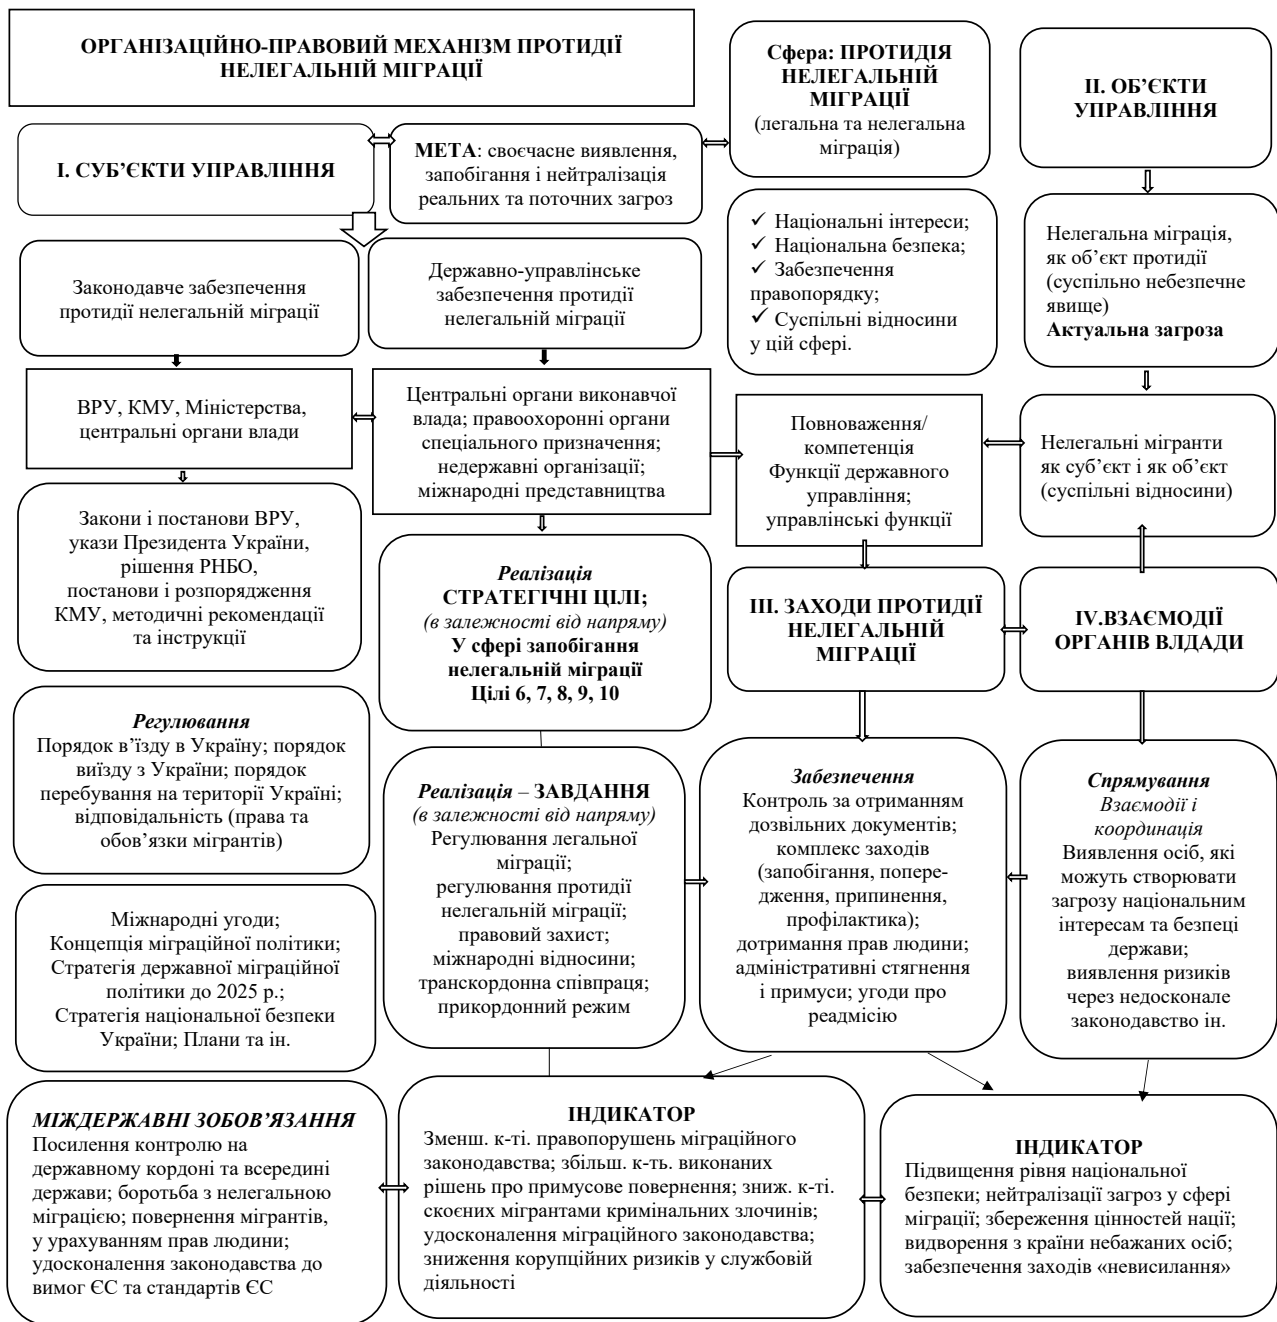 ОРГАНІЗАЦІЙНО-ПРАВОВИЙ МЕХАНІЗМ ПРОТИДІЇ
НЕЛЕГАЛЬНІЙ МІГРАЦІЇ
Сфера: ПРОТИДІЯ
НЕЛЕГАЛЬНІЙ
МІГРАЦІЇ
(легальна та нелегальна
міграція)
ІІ. ОБ’ЄКТИ
УПРАВЛІННЯ
І. СУБ’ЄКТИ УПРАВЛІННЯ
МЕТА: своєчасне виявлення,
запобігання і нейтралізація
реальних та поточних загроз
✓ Національні інтереси;
✓ Національна безпека;
✓ Забезпечення
правопорядку;
✓ Суспільні відносини
у цій сфері.
Нелегальна міграція,
як об’єкт протидії
(суспільно небезпечне
явище)
Актуальна загроза
Законодавче забезпечення
протидії нелегальній міграції
Державно-управлінське
забезпечення протидії
нелегальній міграції
ВРУ, КМУ, Міністерства,
центральні органи влади
Центральні органи виконавчої
влада; правоохоронні органи
спеціального призначення;
недержавні організації;
міжнародні представництва
Повноваження/
компетенція
Функції державного
управління;
управлінські функції
Нелегальні мігранти
як суб’єкт і як об’єкт
(суспільні відносини)
Закони і постанови ВРУ,
укази Президента України,
рішення РНБО,
постанови і розпорядження
КМУ, методичні рекомендації
та інструкції
Реалізація
СТРАТЕГІЧНІ ЦІЛІ;
(в залежності від напряму)
У сфері запобігання
нелегальній міграції
Цілі 6, 7, 8, 9, 10
ІІІ. ЗАХОДИ ПРОТИДІЇ
НЕЛЕГАЛЬНІЙ
МІГРАЦІЇ
ІV.ВЗАЄМОДІЇ
ОРГАНІВ ВЛДАДИ
Регулювання
Порядок в’їзду в Україну; порядок
виїзду з України; порядок
перебування на території Україні;
відповідальність (права та
обов’язки мігрантів)
Реалізація – ЗАВДАННЯ
(в залежності від напряму)
Регулювання легальної
міграції;
регулювання протидії
нелегальній міграції;
правовий захист;
міжнародні відносини;
транскордонна співпраця;
прикордонний режим
Забезпечення
Контроль за отриманням
дозвільних документів;
комплекс заходів
(запобігання, попере-
дження, припинення,
профілактика);
дотримання прав людини;
адміністративні стягнення
і примуси; угоди про
реадмісію
Спрямування
Взаємодії і
координація
Виявлення осіб, які
можуть створювати
загрозу національним
інтересам та безпеці
держави;
виявлення ризиків
через недосконале
законодавство ін.
Міжнародні угоди;
Концепція міграційної політики;
Стратегія державної міграційної
політики до 2025 р.;
Стратегія національної безпеки
України; Плани та ін.
МІЖДЕРЖАВНІ ЗОБОВ’ЯЗАННЯ
Посилення контролю на
державному кордоні та всередині
держави; боротьба з нелегальною
міграцією; повернення мігрантів,
у урахуванням прав людини;
удосконалення законодавства до
вимог ЄС та стандартів ЄС
ІНДИКАТОР
Зменш. к-ті. правопорушень міграційного
законодавства; збільш. к-ть. виконаних
рішень про примусове повернення; зниж. к-ті.
скоєних мігрантами кримінальних злочинів;
удосконалення міграційного законодавства;
зниження корупційних ризиків у службовій
діяльності
ІНДИКАТОР
Підвищення рівня національної
безпеки; нейтралізації загроз у сфері
міграції; збереження цінностей нації;
видворення з країни небажаних осіб;
забезпечення заходів «невисилання»